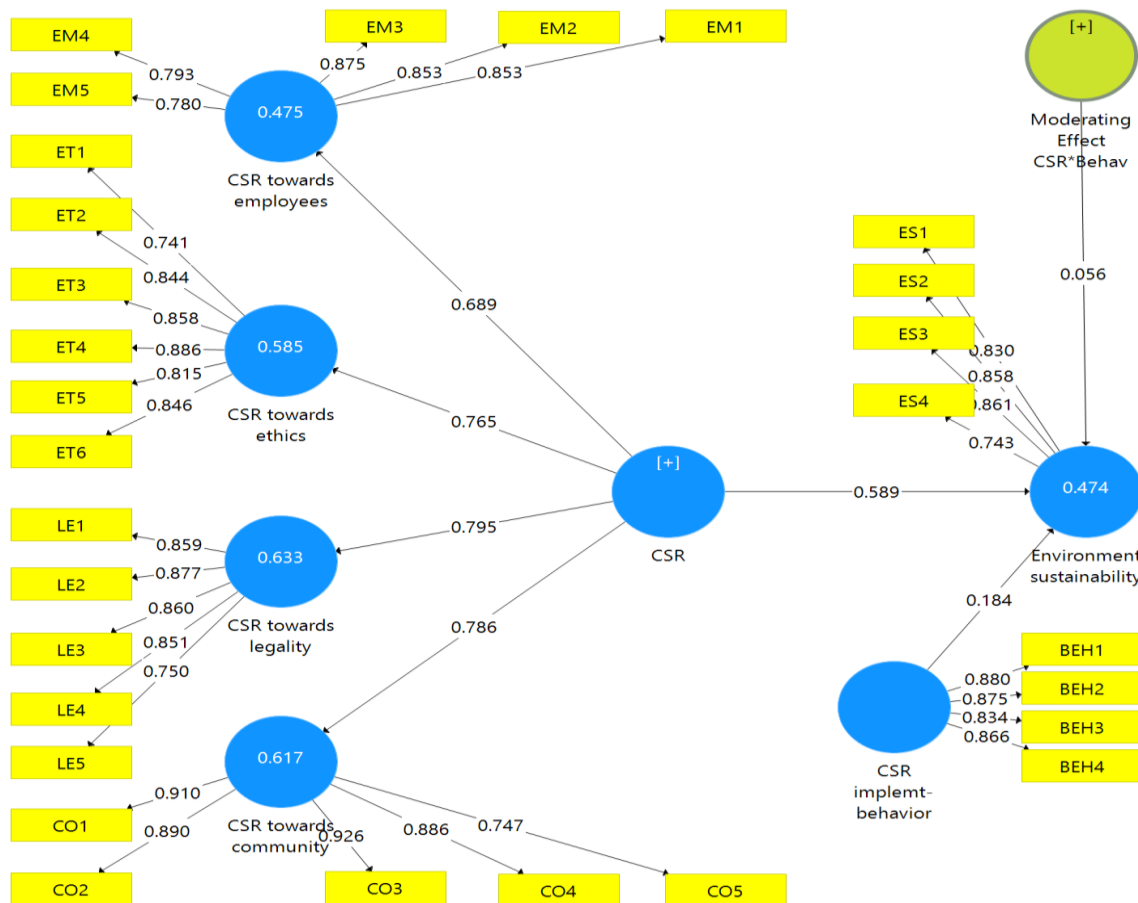 EM4
EM3
EM2
EM1
0.793
0.875
0.853
0.853
EM5
0.780
0.475
CSR towards
employees
[+]
Moderating
Effect
CSR*Behav
0.056
ET1
ET2
ET3
ET4
ET5
ET6
0.741
0.844
0.858
0.886
0.815
0.846
0.585
CSR towards
ethics
0.689
0.765
0.795
0.786
[+]
CSR
0.589
ES1
ES2
ES3
ES4
0.830
0.858
0.861
0.743
0.474
Environment
sustainability
0.184
LE1
LE2
LE3
LE4
LE5
0.859
0.877
0.860
0.851
0.750
0.633
CSR towards
legality
BEH1
BEH2
BEH3
BEH4
0.880
0.875
0.834
0.866
CSR
implemt-
behavior
0.617
CSR towards
community
0.910
0.890
0.926
0.886
0.747
CO1
CO2
CO3
CO4
CO5